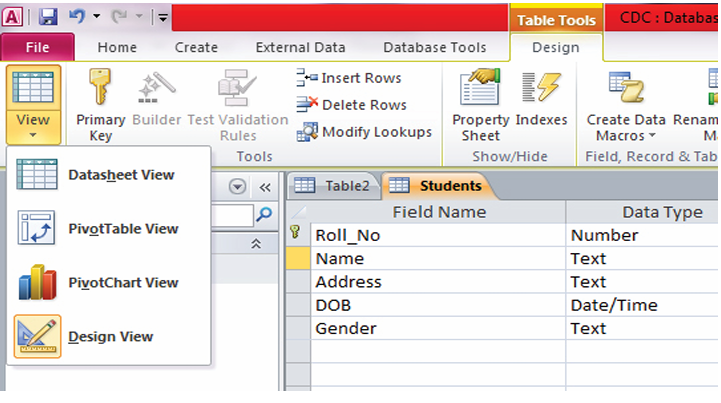 A
Table Tools
CDC : Databas
File
Home
Create
External Data
Database Tools
Design
View
Primary Key
Builder
Test Validation Rules
Insert Rows
Delete Rows
Modify Lookups
Property Sheet
Indexes
Create Data Macros
Renam
M
Tools
Show/Hide
Field, Record & Tab
Datasheet View
PivotTable View
PivotChart View
Design View
«
Table2
Students
Field Name
Data Type
Roll_No
Number
Name
Text
Address
Text
DOB
Date/Time
Gender
Text